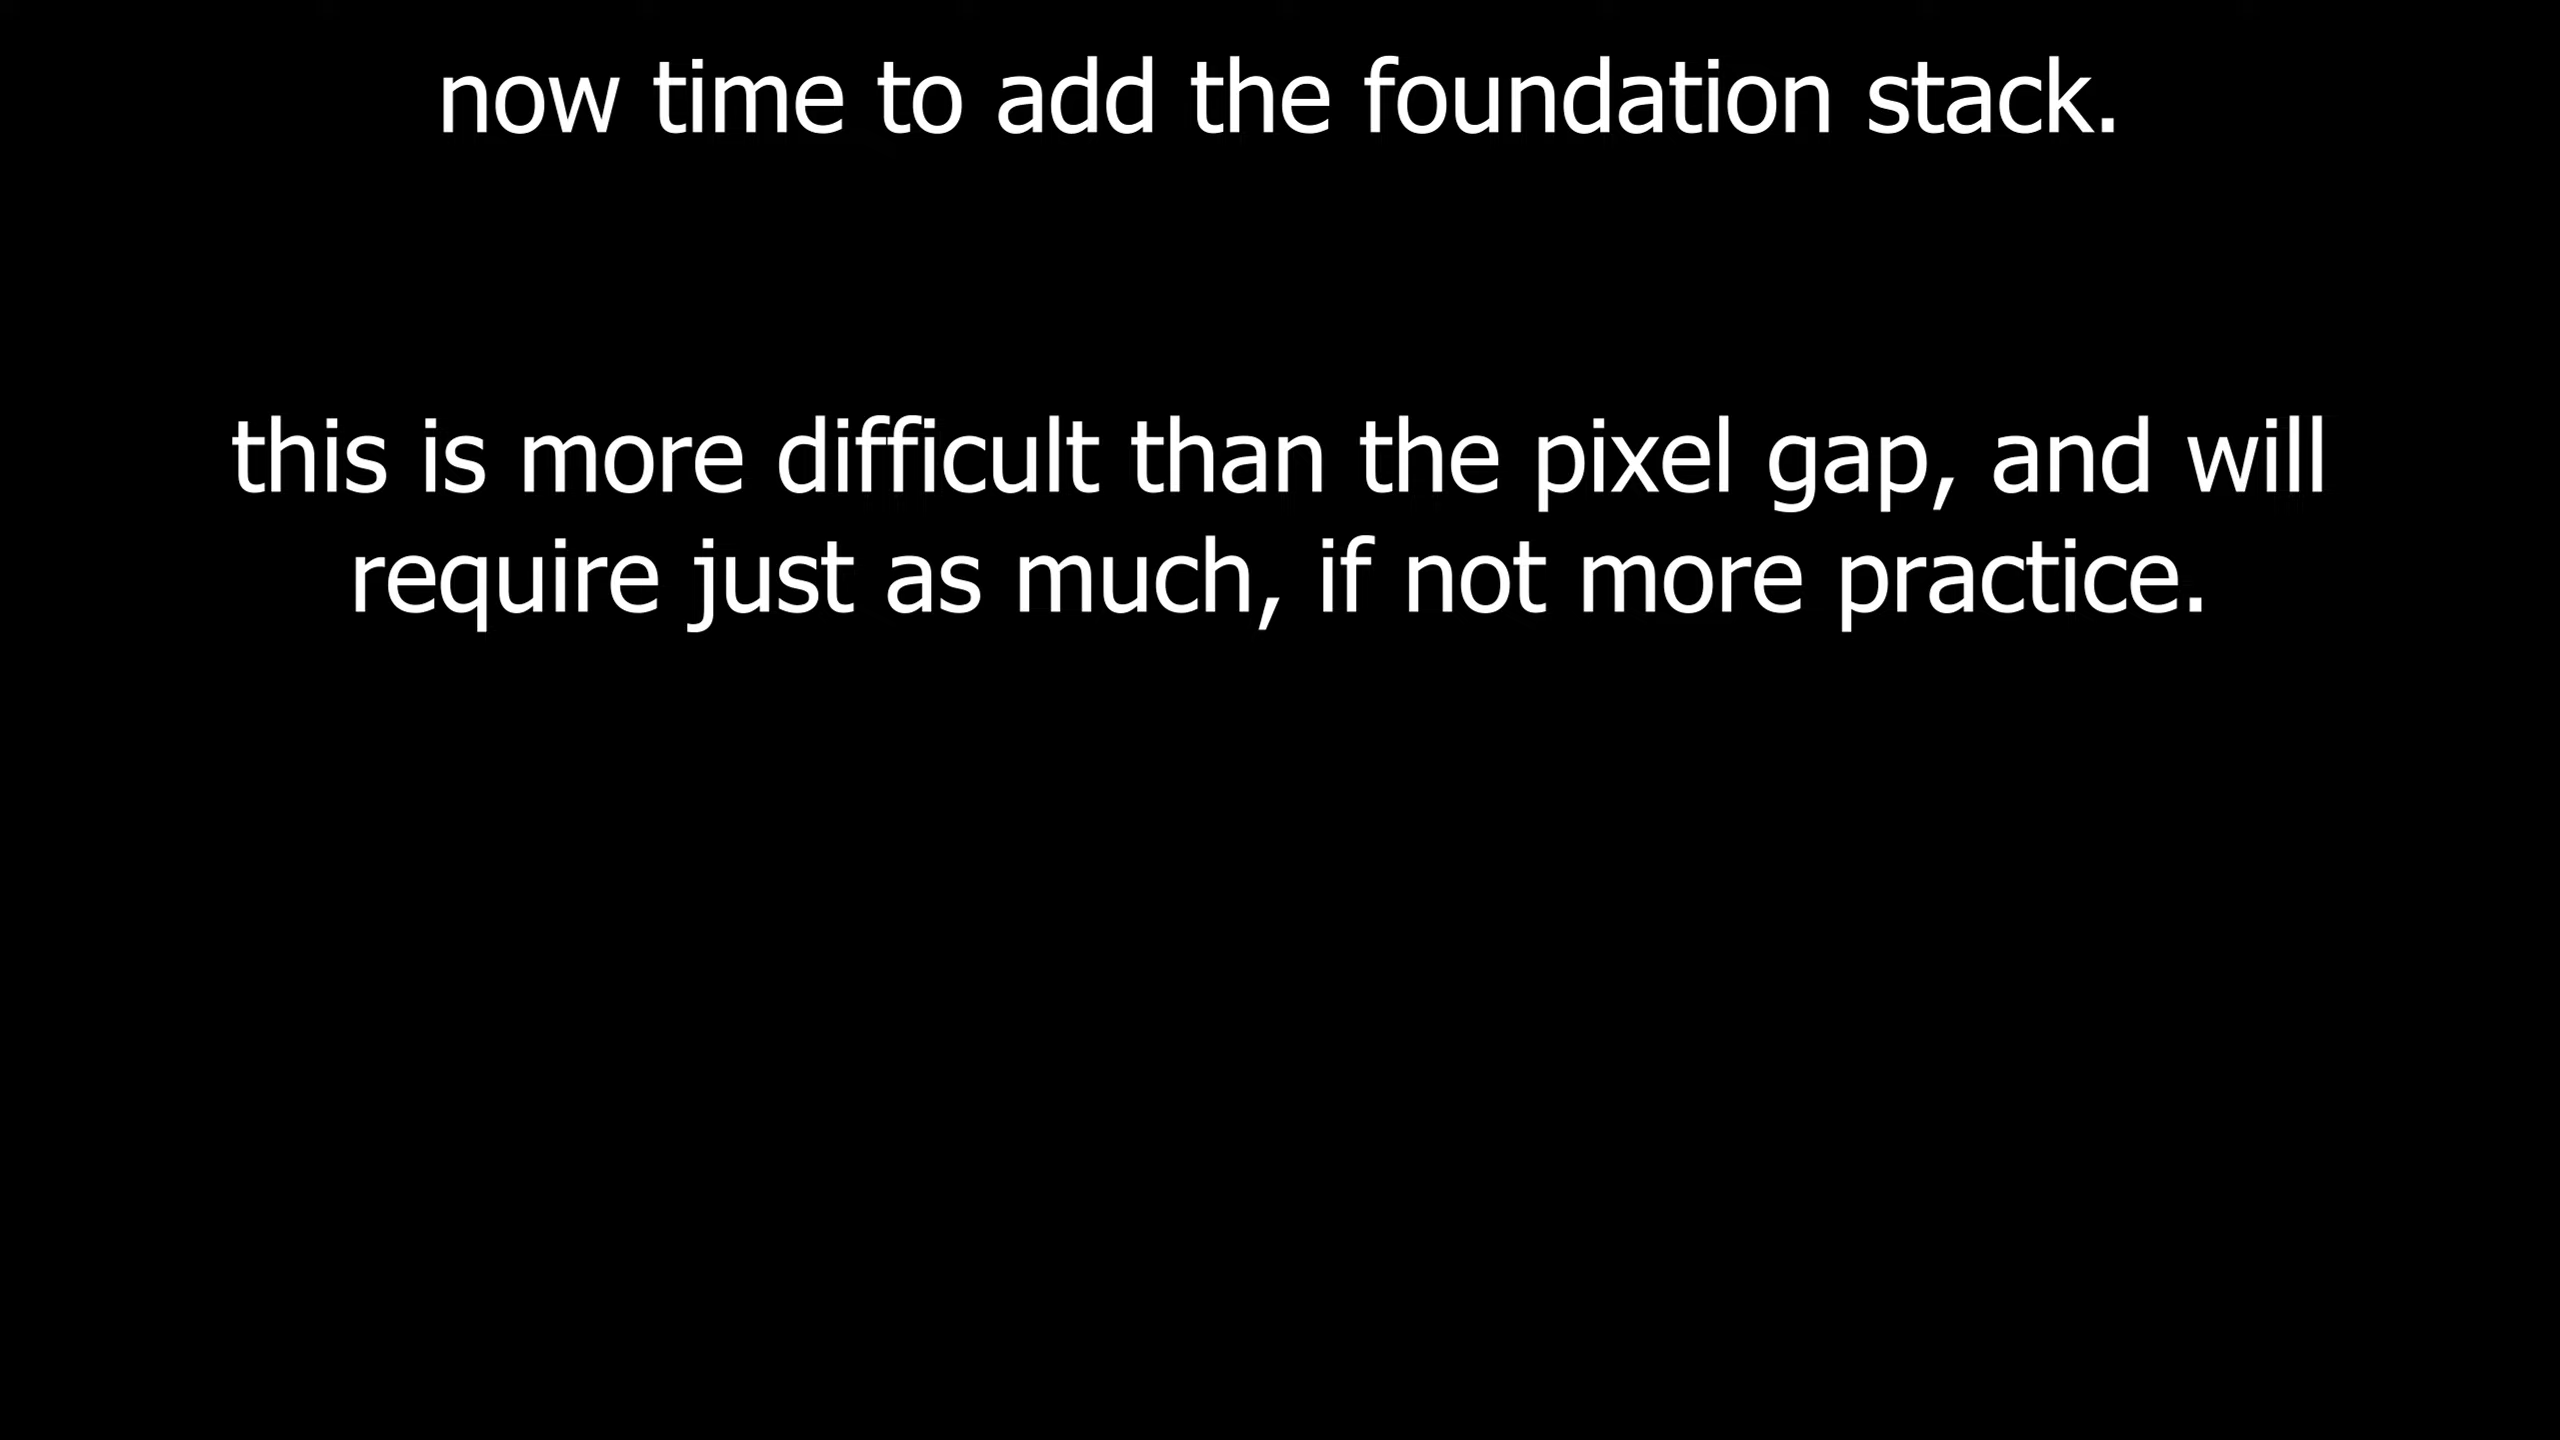 now time to add the foundation stack.
this is more difficult than the pixel gap, and will
require just as much, if not more practice.